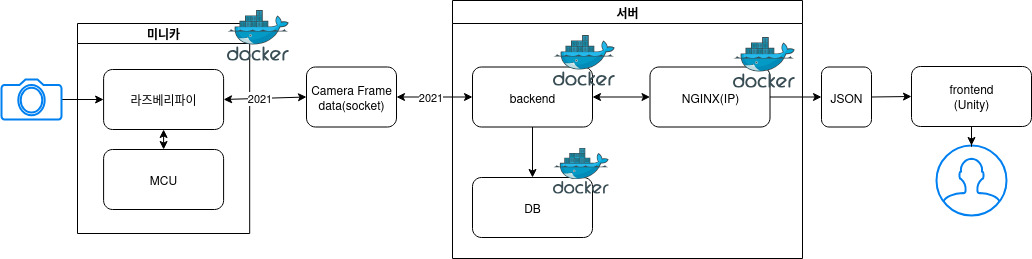 미니카
docker
라즈베리파이
MCU
2021
Camera Frame
data(socket)
2021
서버
docker
backend
docker
NGINX(IP)
docker
DB
JSON
frontend
(Unity)